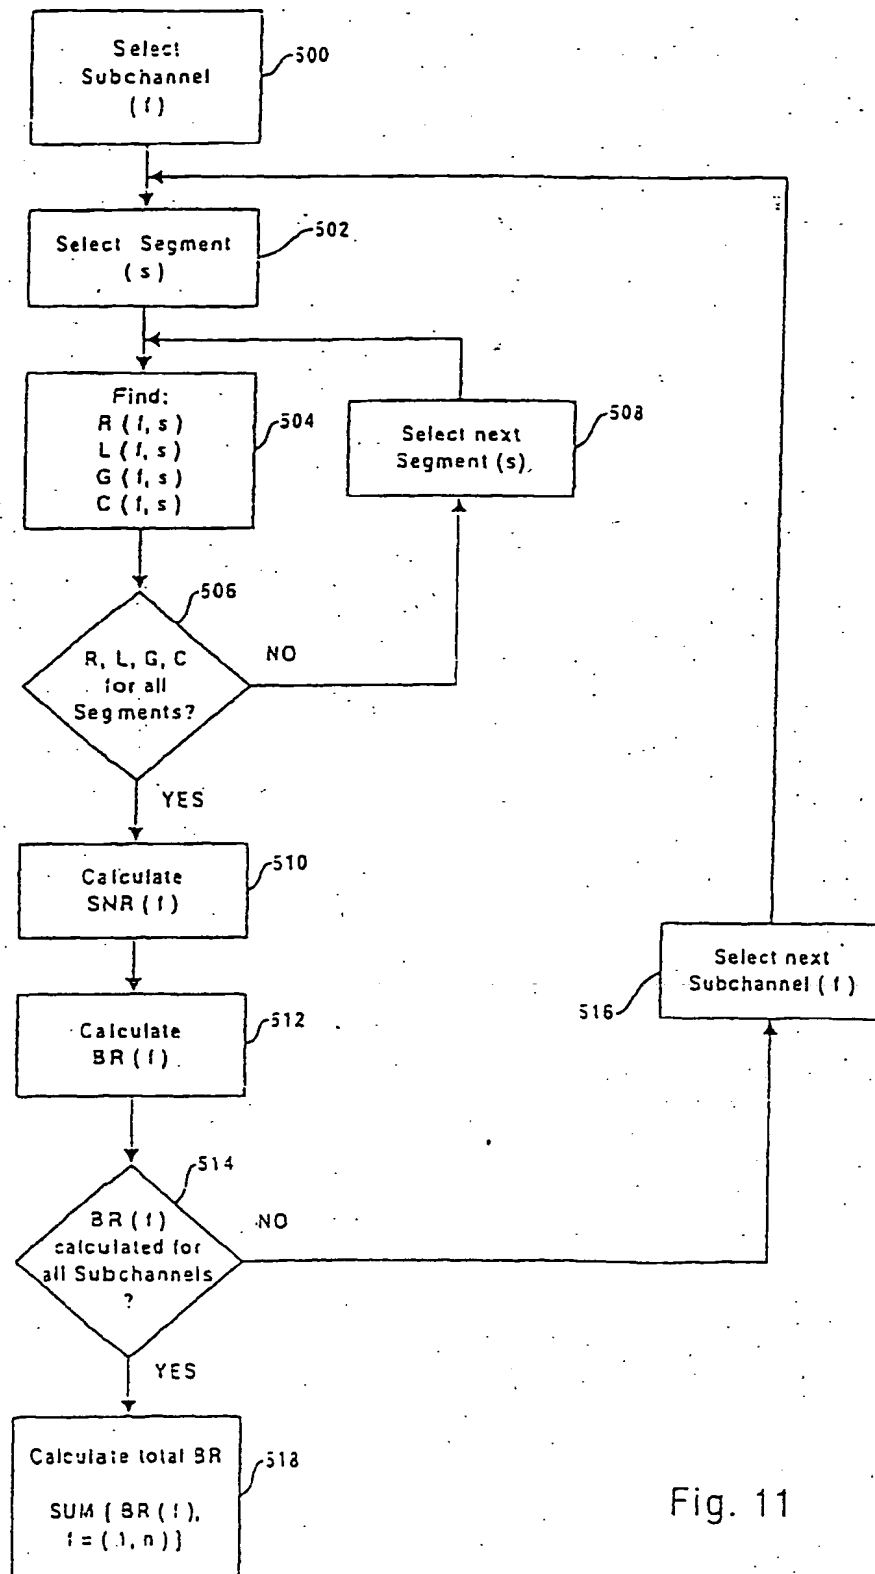 Select
Subchannel
(f)
500
Select Segment
(s)
502
Find:
R (f, s)
L (f, s)
G (f, s)
C (f, s)
504
Select next
Segment (s)
508
506
R, L, G, C
for all
Segments?
NO
YES
Calculate
SNR (f)
510
Calculate
BR (f)
512
514
BR (f)
calculated for
all Subchannels
?
NO
Select next
Subchannel (f)
516
YES
Calculate total BR
SUM { BR (f),
f = (1, n) }
518
Fig. 11